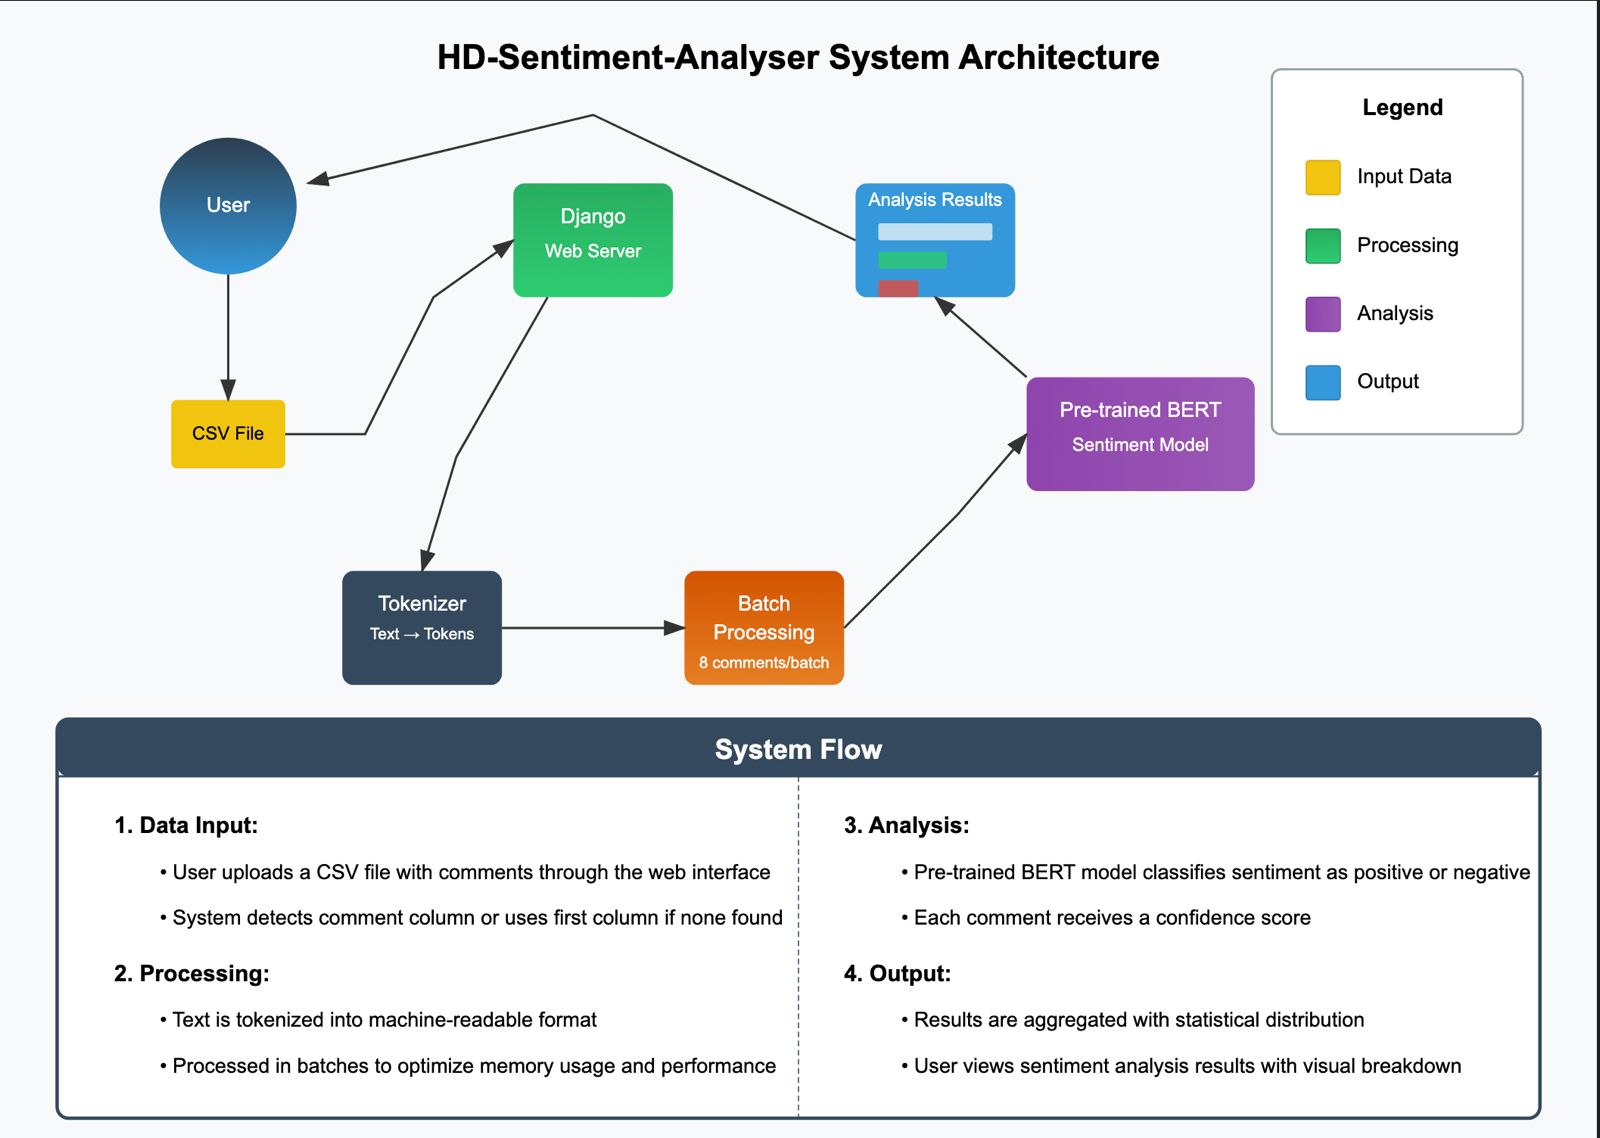 HD-Sentiment-Analyser System Architecture
Legend
Input Data
Processing
Analysis
Output
User
Django
Web Server
Analysis Results
CSV File
Pre-trained BERT
Sentiment Model
Tokenizer
Text → Tokens
Batch
Processing
8 comments/batch
System Flow
1. Data Input:
• User uploads a CSV file with comments through the web interface
• System detects comment column or uses first column if none found
2. Processing:
• Text is tokenized into machine-readable format
• Processed in batches to optimize memory usage and performance
3. Analysis:
• Pre-trained BERT model classifies sentiment as positive or negative
• Each comment receives a confidence score
4. Output:
• Results are aggregated with statistical distribution
• User views sentiment analysis results with visual breakdown